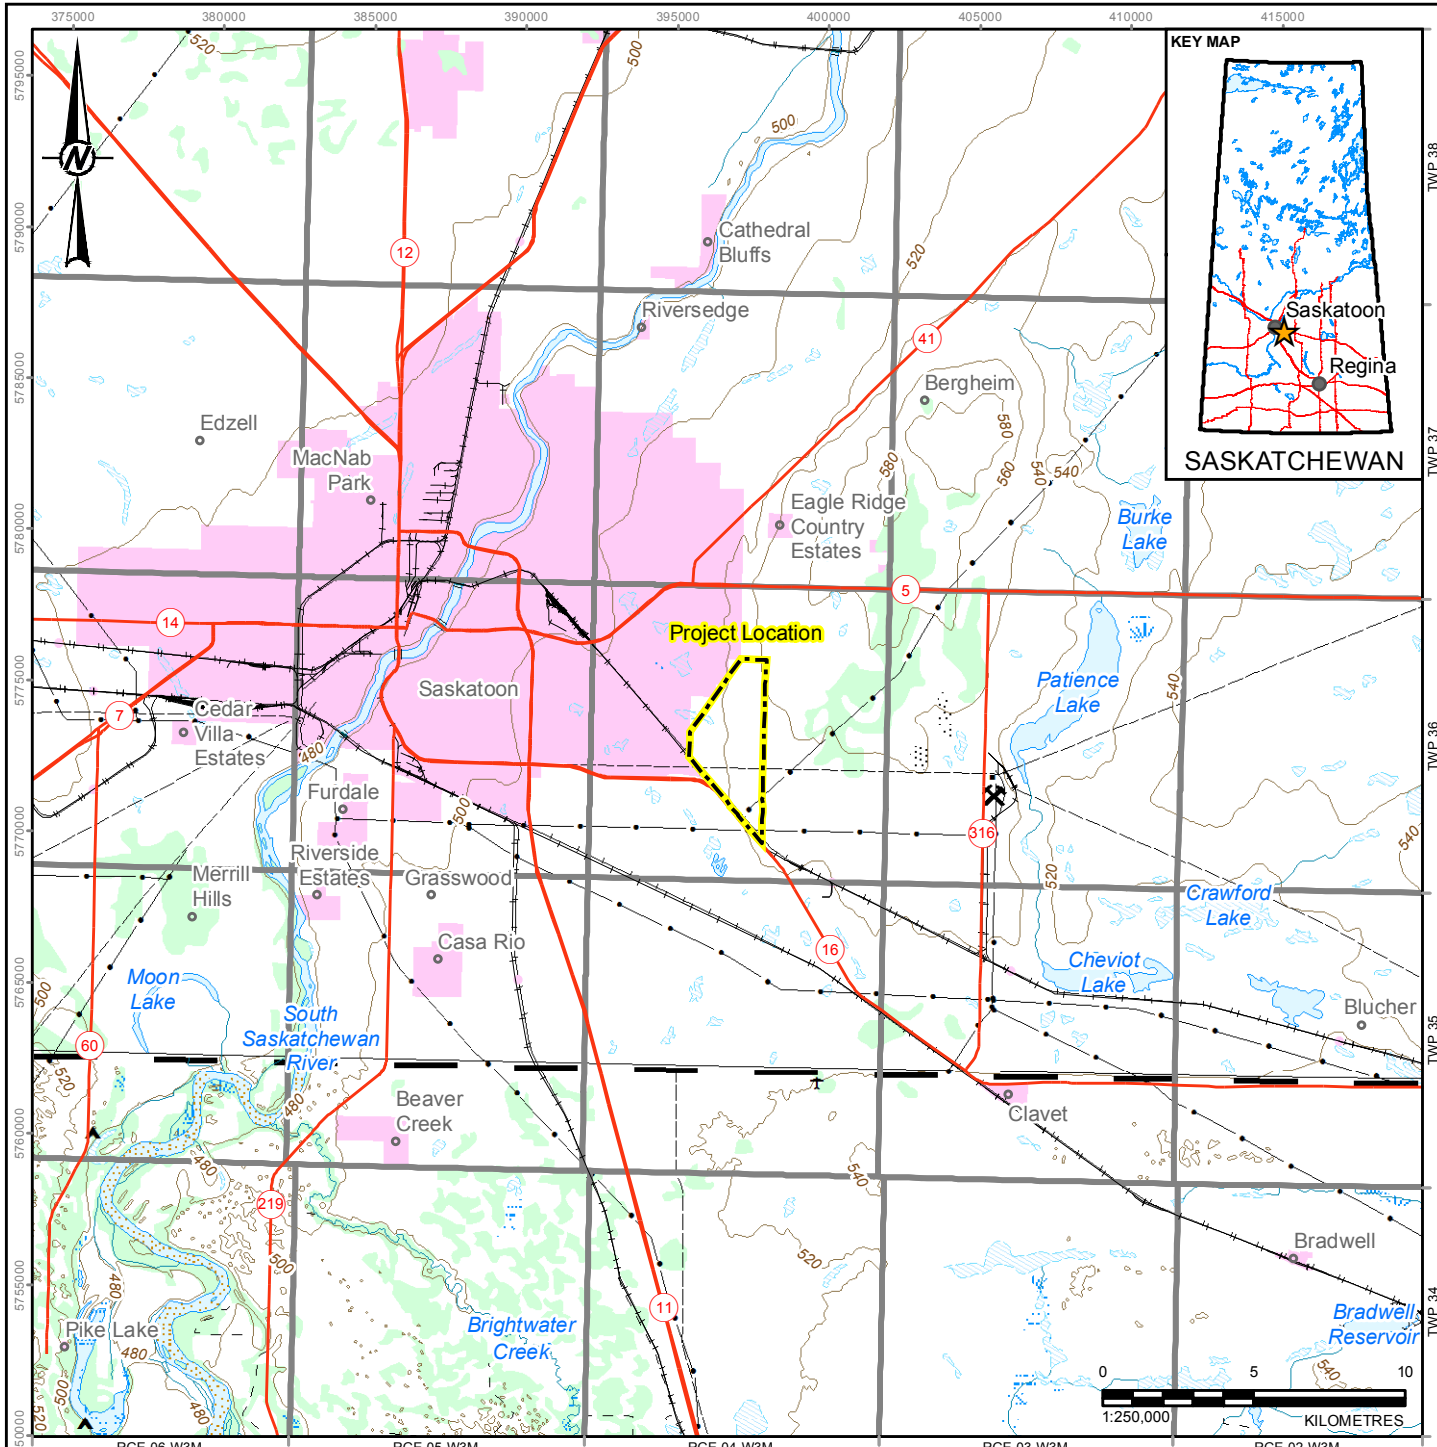 375000
380000
385000
390000
395000
400000
405000
410000
415000
KEY MAP
Saskatoon
Regina
SASKATCHEWAN
N
5795000
5790000
5785000
5780000
5775000
5770000
5765000
5760000
5755000
TWP 38
TWP 37
TWP 36
TWP 35
TWP 34
520
500
500
12
Cathedral
Bluffs
520
Riversedge
41
Bergheim
580
580
560
540
540
Edzell
MacNab
Park
Eagle Ridge
Country
Estates
Burke
Lake
5
14
Project Location
Saskatoon
Patience
Lake
540
7
Cedar
Villa
Estates
480
Furdale
500
316
540
Riverside
Estates
Merrill
Hills
Grasswood
520
Crawford
Lake
Casa Rio
16
Cheviot
Lake
Moon
Lake
500
South
Saskatchewan
River
Blucher
60
520
480
Beaver
Creek
Clavet
480
540
219
500
520
Bradwell
480
11
Pike Lake
480
Brightwater
Creek
Bradwell
Reservoir
500
520
480
540
0
5
10
1:250,000
KILOMETRES